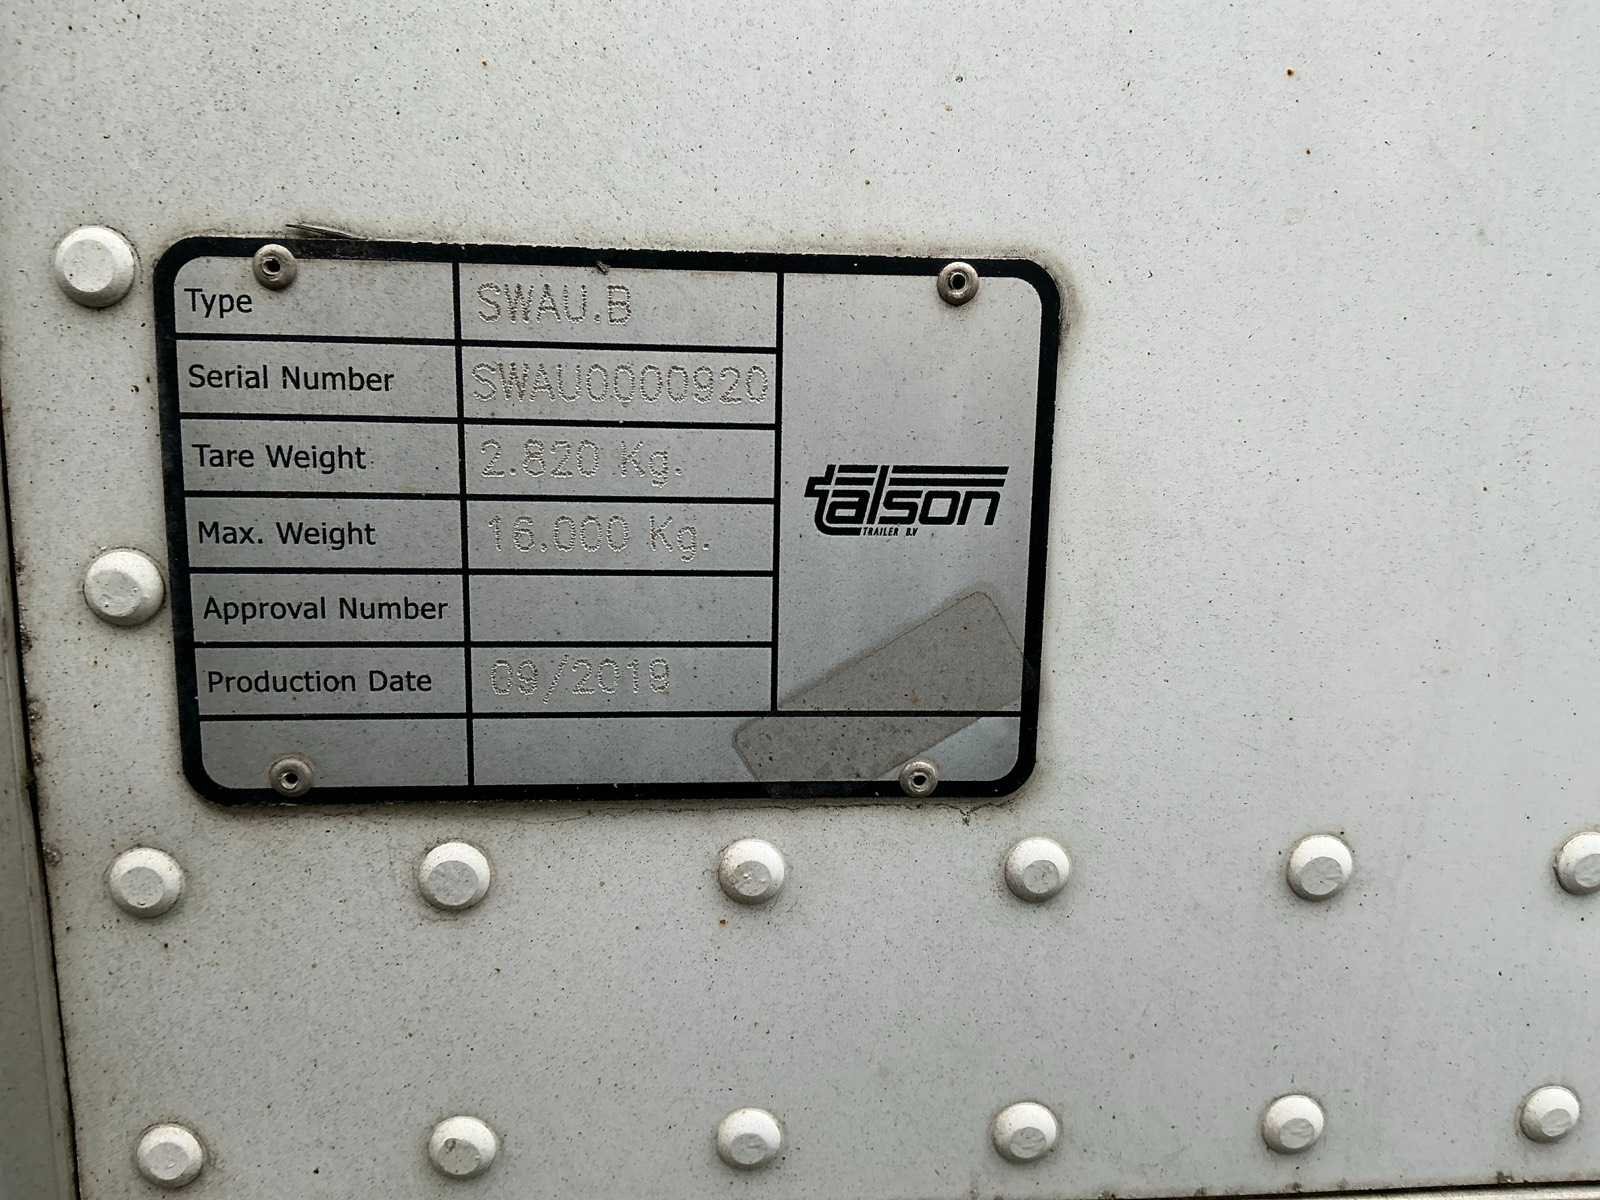 Type SWAU.B
Serial Number SWAU0000920
Tare Weight 2.820 Kg.
Max. Weight 16.000 Kg.
Approval Number
Production Date 09/2019
talson
TRAILER B.V